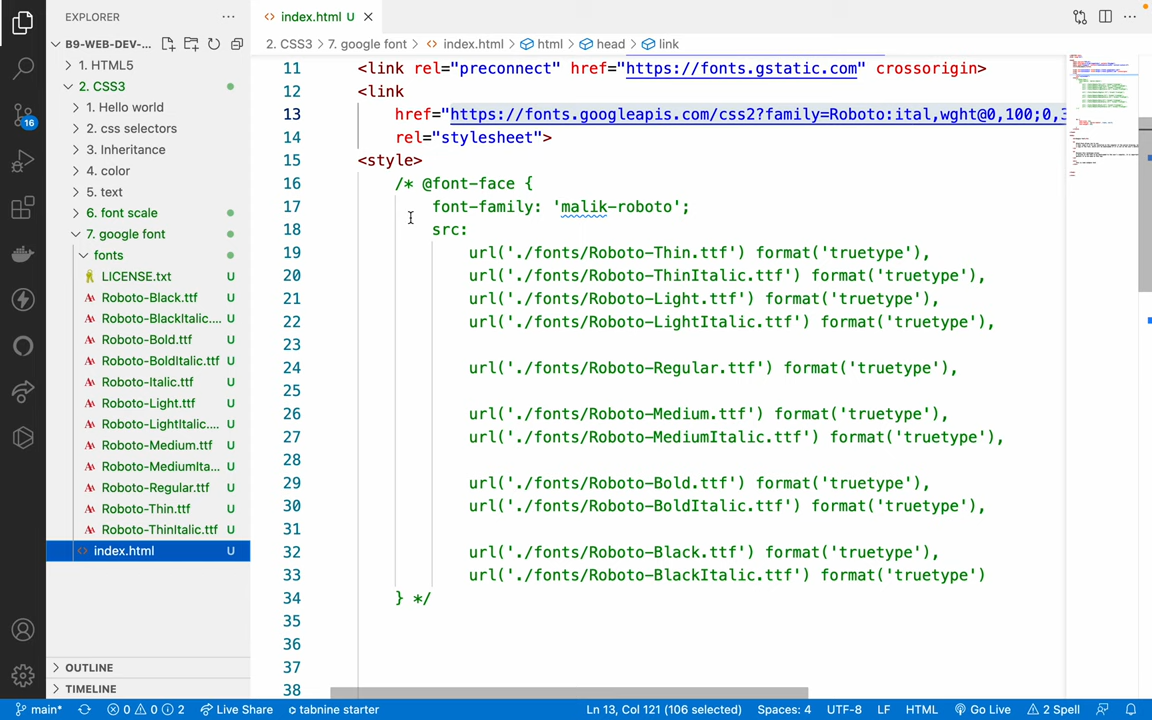 EXPLORER
index.html U
B9-WEB-DEV-...
2. CSS3 > 7. google font > index.html > html > head > link
1. HTML5
2. CSS3
1. Hello world
2. css selectors
3. Inheritance
4. color
5. text
6. font scale
7. google font
fonts
LICENSE.txt U
Roboto-Black.ttf U
Roboto-BlackItalic.... U
Roboto-Bold.ttf U
Roboto-BoldItalic.ttf U
Roboto-Italic.ttf U
Roboto-Light.ttf U
Roboto-LightItalic.... U
Roboto-Medium.ttf U
Roboto-MediumIta... U
Roboto-Regular.ttf U
Roboto-Thin.ttf U
Roboto-ThinItalic.ttf U
index.html U
OUTLINE
TIMELINE
16
11 <link rel="preconnect" href="https://fonts.gstatic.com" crossorigin>
12 <link
13 href="https://fonts.googleapis.com/css2?family=Roboto:ital,wght@0,100;0,3
14 rel="stylesheet">
15 <style>
16 /* @font-face {
17 font-family: 'malik-roboto';
18 src:
19 url('./fonts/Roboto-Thin.ttf') format('truetype'),
20 url('./fonts/Roboto-ThinItalic.ttf') format('truetype'),
21 url('./fonts/Roboto-Light.ttf') format('truetype'),
22 url('./fonts/Roboto-LightItalic.ttf') format('truetype'),
23
24 url('./fonts/Roboto-Regular.ttf') format('truetype'),
25
26 url('./fonts/Roboto-Medium.ttf') format('truetype'),
27 url('./fonts/Roboto-MediumItalic.ttf') format('truetype'),
28
29 url('./fonts/Roboto-Bold.ttf') format('truetype'),
30 url('./fonts/Roboto-BoldItalic.ttf') format('truetype'),
31
32 url('./fonts/Roboto-Black.ttf') format('truetype'),
33 url('./fonts/Roboto-BlackItalic.ttf') format('truetype')
34 } */
35
36
37
38
main* 0 0 2 Live Share tabnine starter Ln 13, Col 121 (106 selected) Spaces: 4 UTF-8 LF HTML Go Live 2 Spell